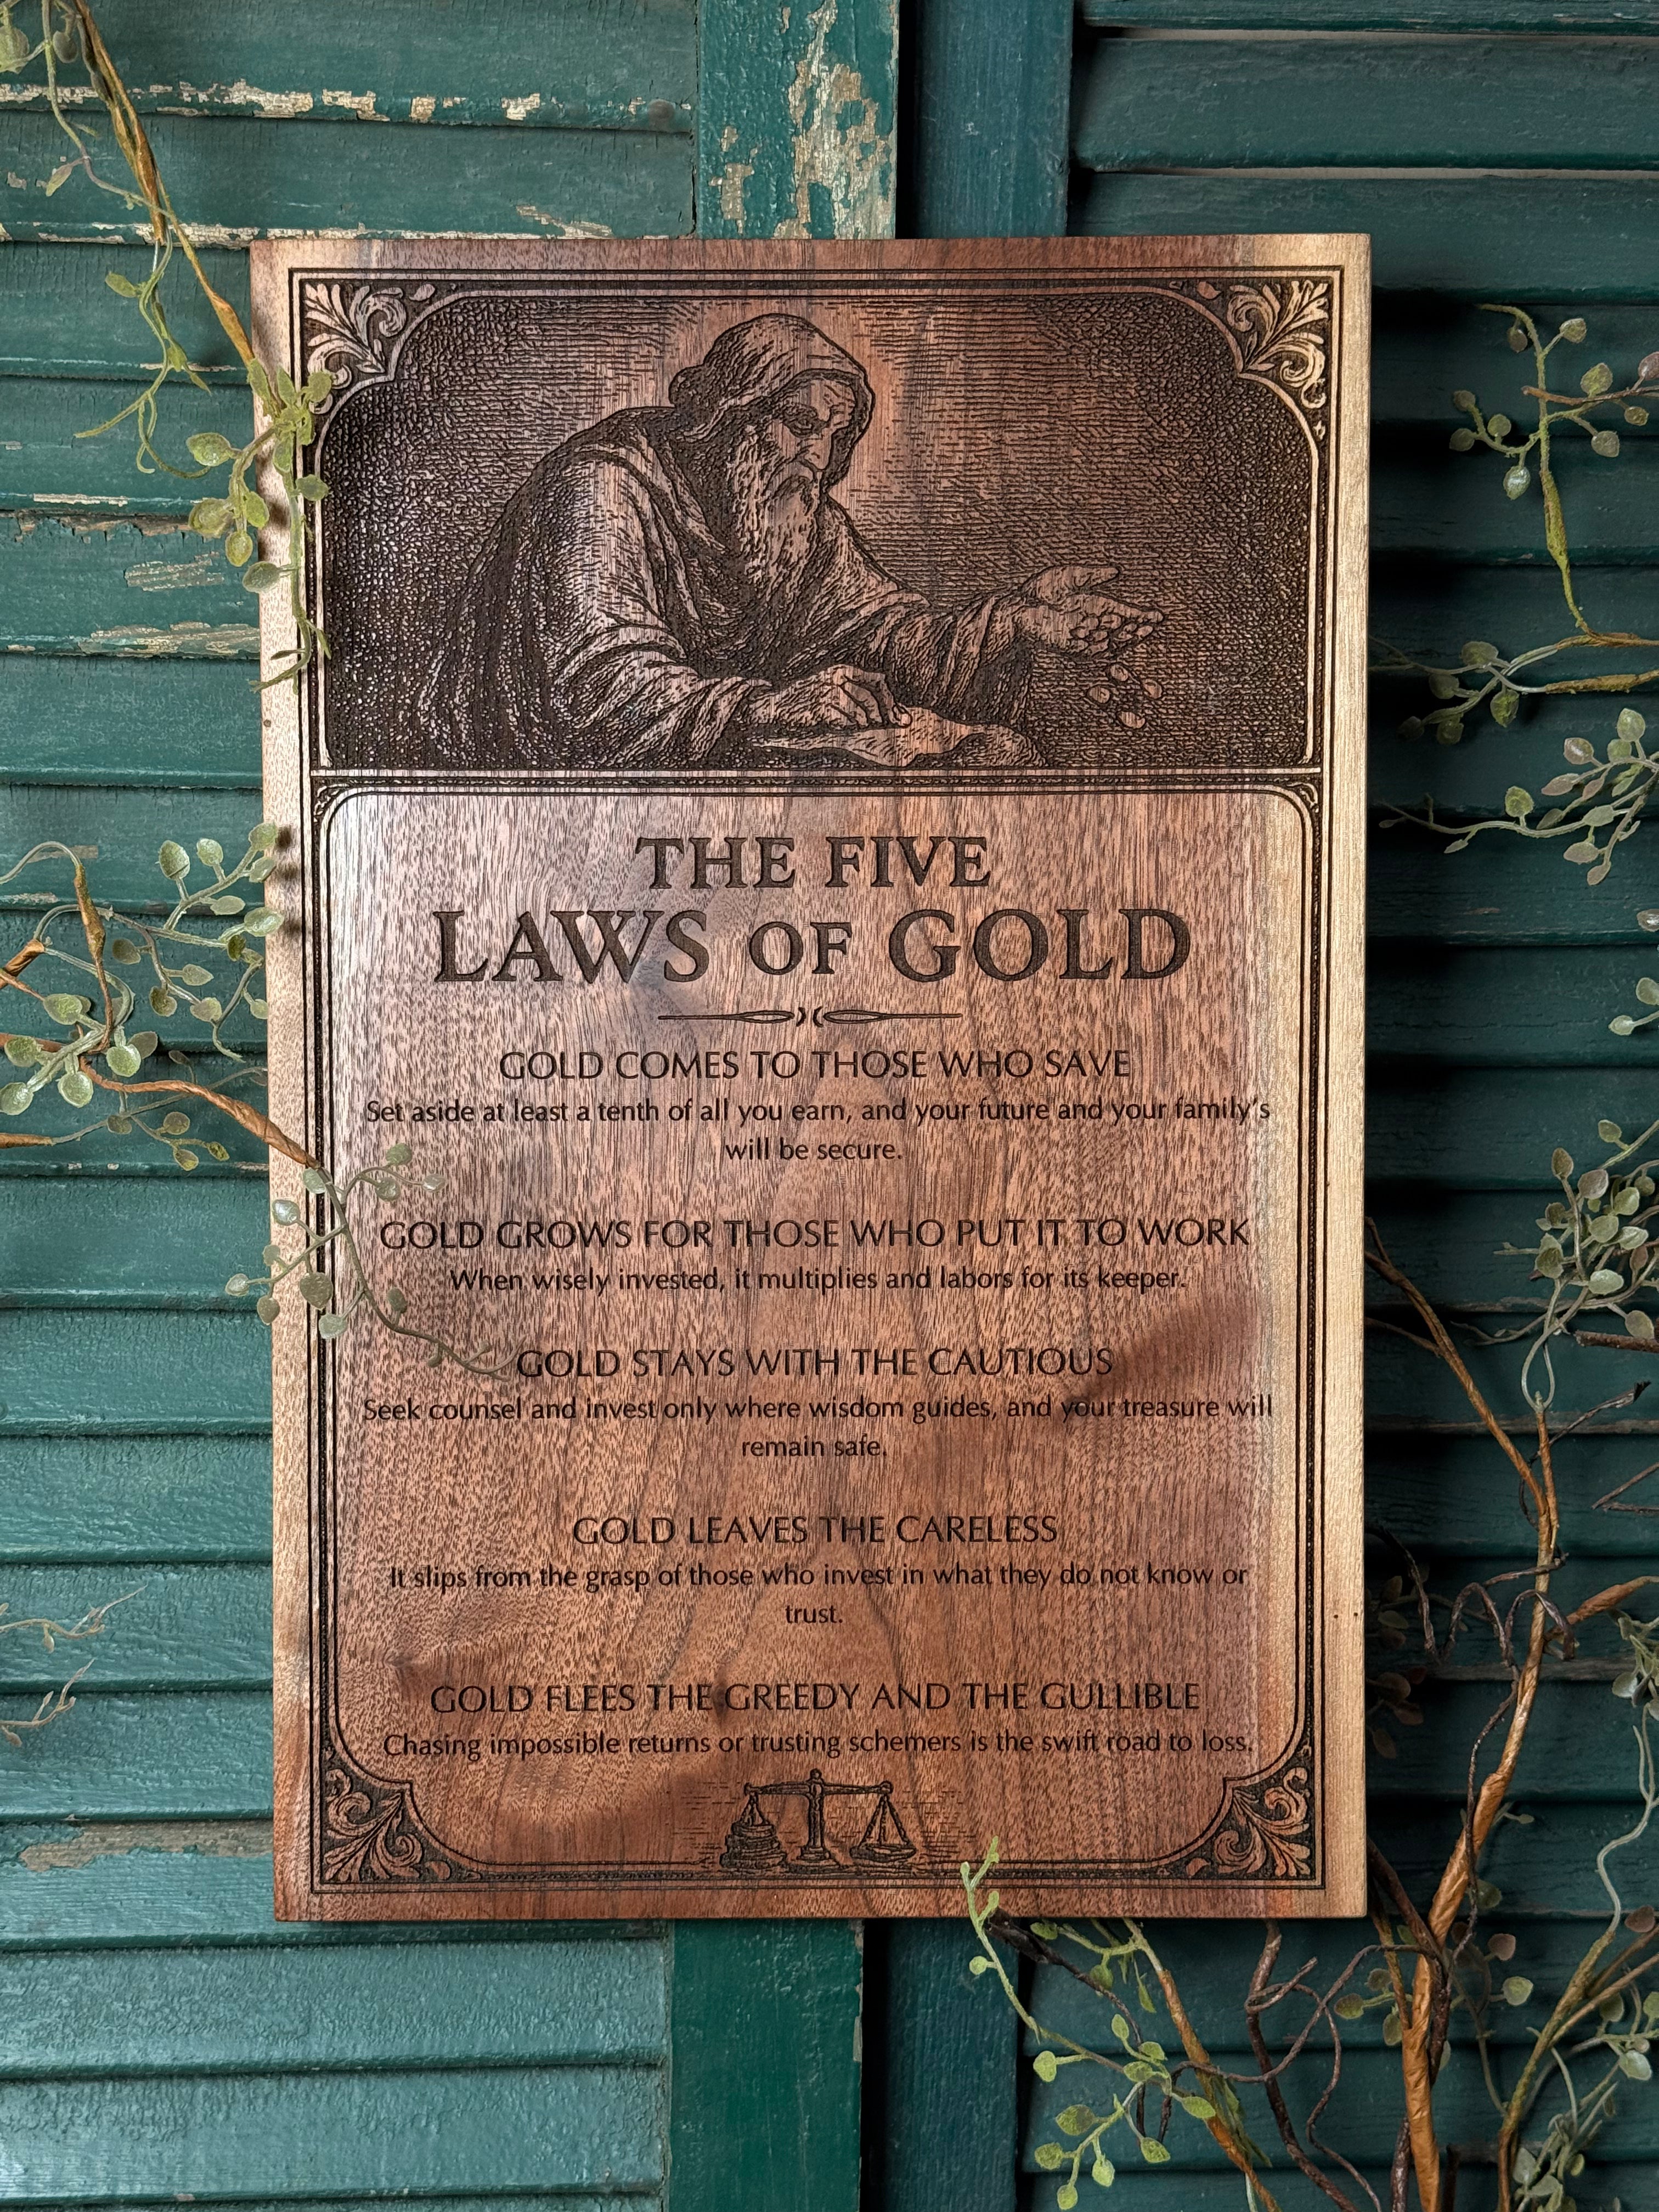 THE FIVE
LAWS OF GOLD
GOLD COMES TO THOSE WHO SAVE
Set aside at least a tenth of all you earn, and your future and your family's
will be secure.
GOLD GROWS FOR THOSE WHO PUT IT TO WORK
When wisely invested, it multiplies and labors for its keeper.
GOLD STAYS WITH THE CAUTIOUS
Seek counsel and invest only where wisdom guides, and your treasure will
remain safe.
GOLD LEAVES THE CARELESS
It slips from the grasp of those who invest in what they do not know or
trust.
GOLD FLEES THE GREEDY AND THE GULLIBLE
Chasing impossible returns or trusting schemers is the swift road to loss.